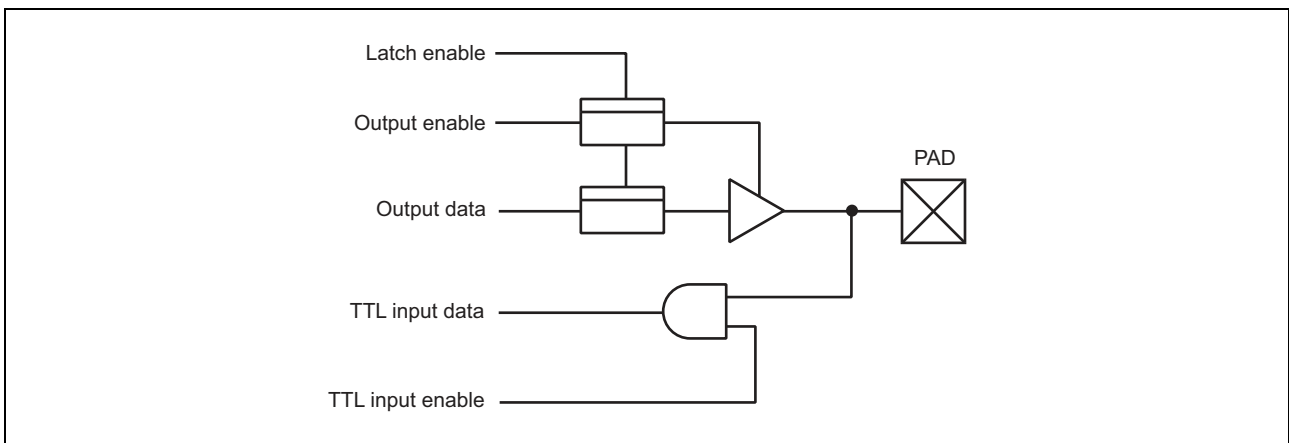 Latch enable
Output enable
PAD
Output data
TTL input data
TTL input enable